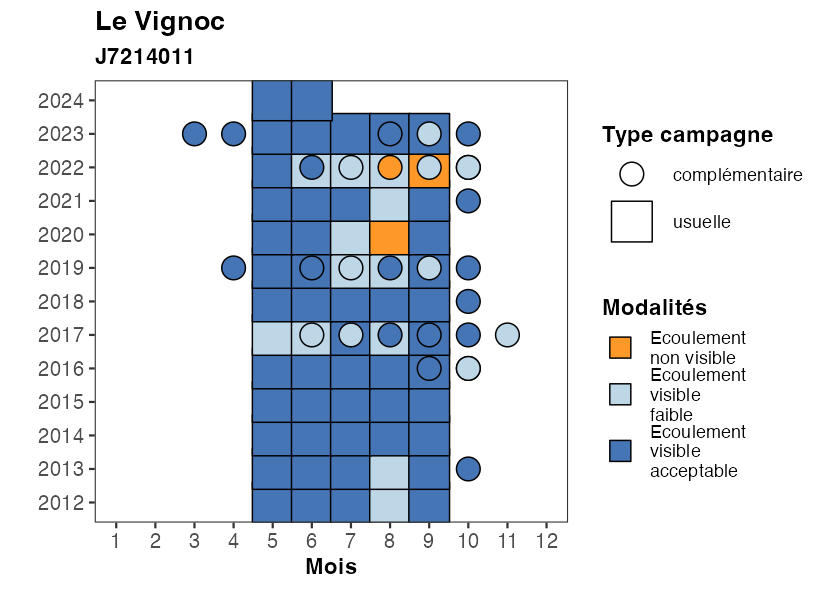 Le Vignoc
J7214011
2024
2023
2022
2021
2020
2019
2018
2017
2016
2015
2014
2013
2012
1 2 3 4 5 6 7 8 9 10 11 12
Mois
Type campagne
complémentaire
usuelle
Modalités
Ecoulement
non visible
Ecoulement
visible
faible
Ecoulement
visible
acceptable